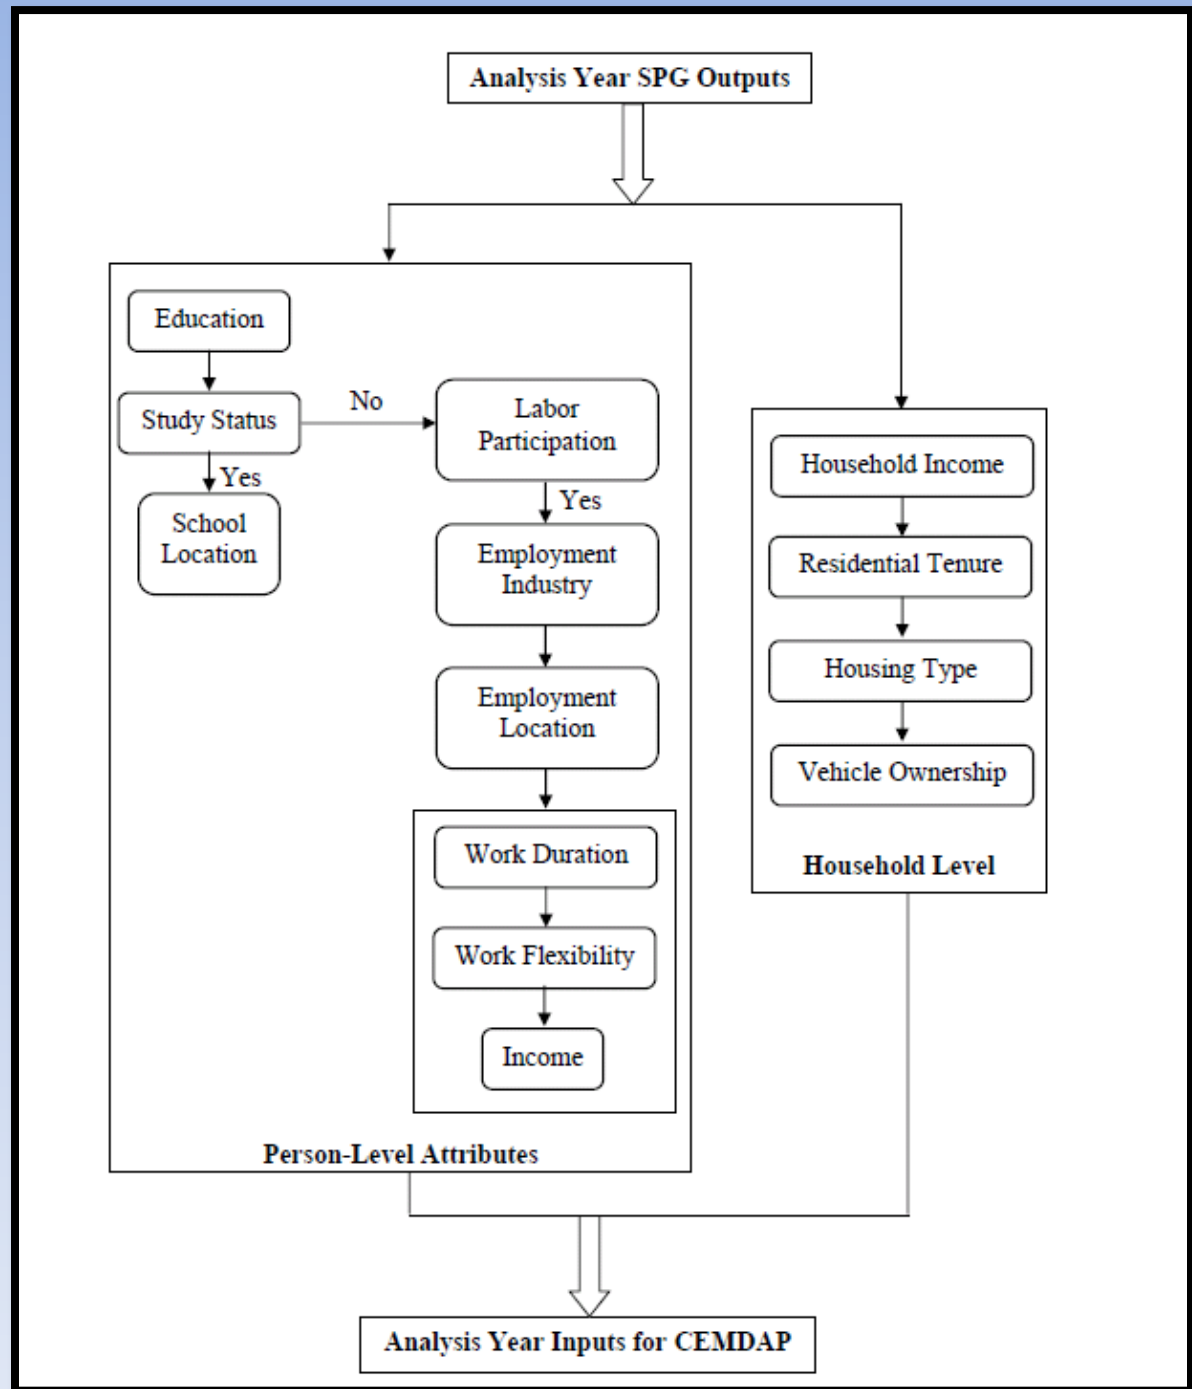 Analysis Year SPG Outputs
Education
Study Status
No
Yes
School
Location
Labor
Participation
Yes
Employment
Industry
Employment
Location
Work Duration
Work Flexibility
Income
Person-Level Attributes
Household Income
Residential Tenure
Housing Type
Vehicle Ownership
Household Level
Analysis Year Inputs for CEMDAP